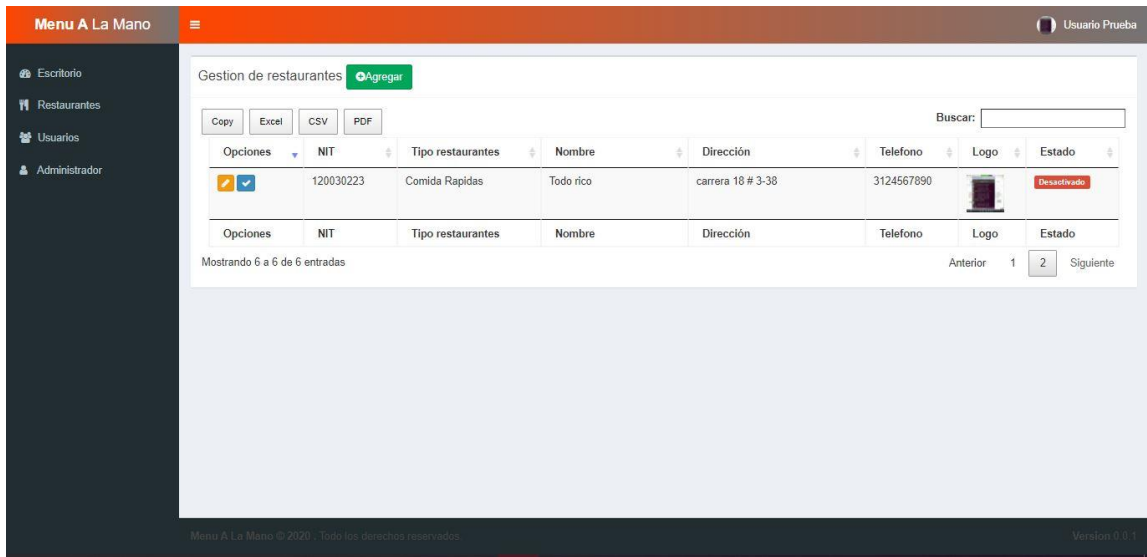 Menu A La Mano
Usuario Prueba
Escritorio
Restaurantes
Usuarios
Administrador
Gestion de restaurantes Agregar
Copy Excel CSV PDF
Buscar:
Opciones NIT Tipo restaurantes Nombre Dirección Telefono Logo Estado
120030223 Comida Rapidas Todo rico carrera 18 # 3-38 3124567890 Desactivado
Opciones NIT Tipo restaurantes Nombre Dirección Telefono Logo Estado
Mostrando 6 a 6 de 6 entradas
Anterior 1 2 Siguiente
Menu A La Mano © 2020 . Todo los derechos reservados
Version 0.0.1